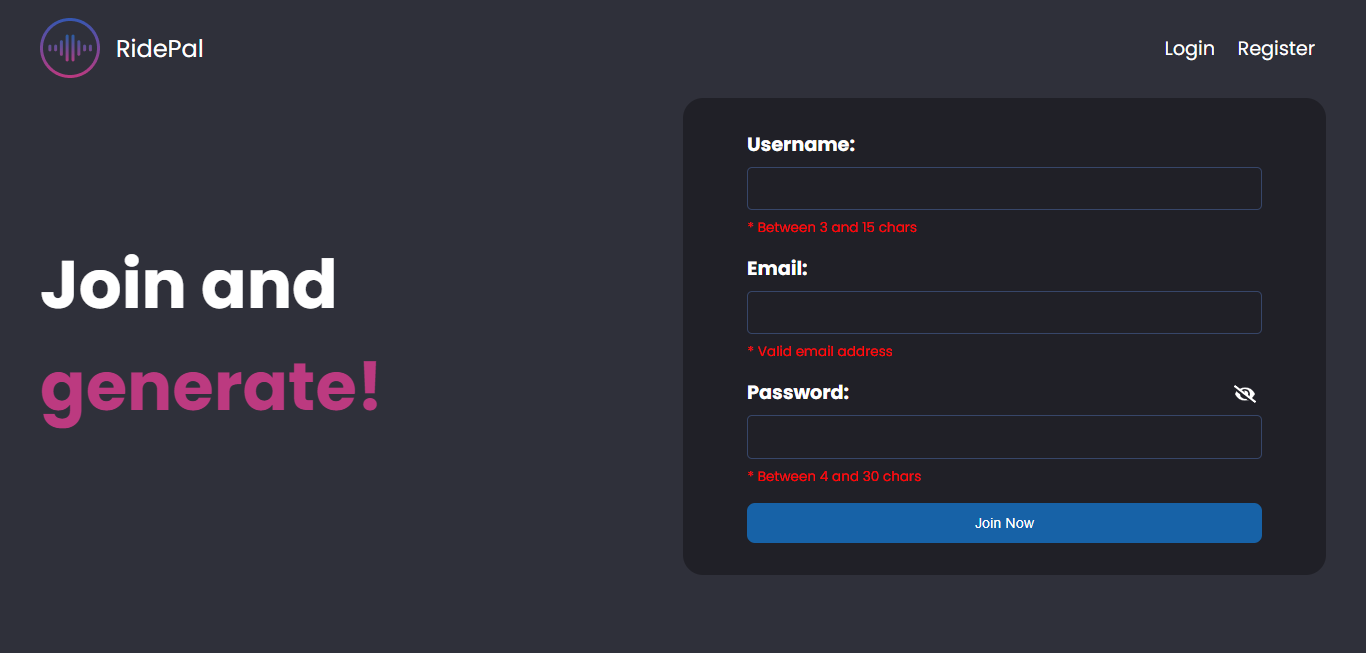 RidePal
Login Register
Join and
generate!
Username:
* Between 3 and 15 chars
Email:
* Valid email address
Password:
* Between 4 and 30 chars
Join Now